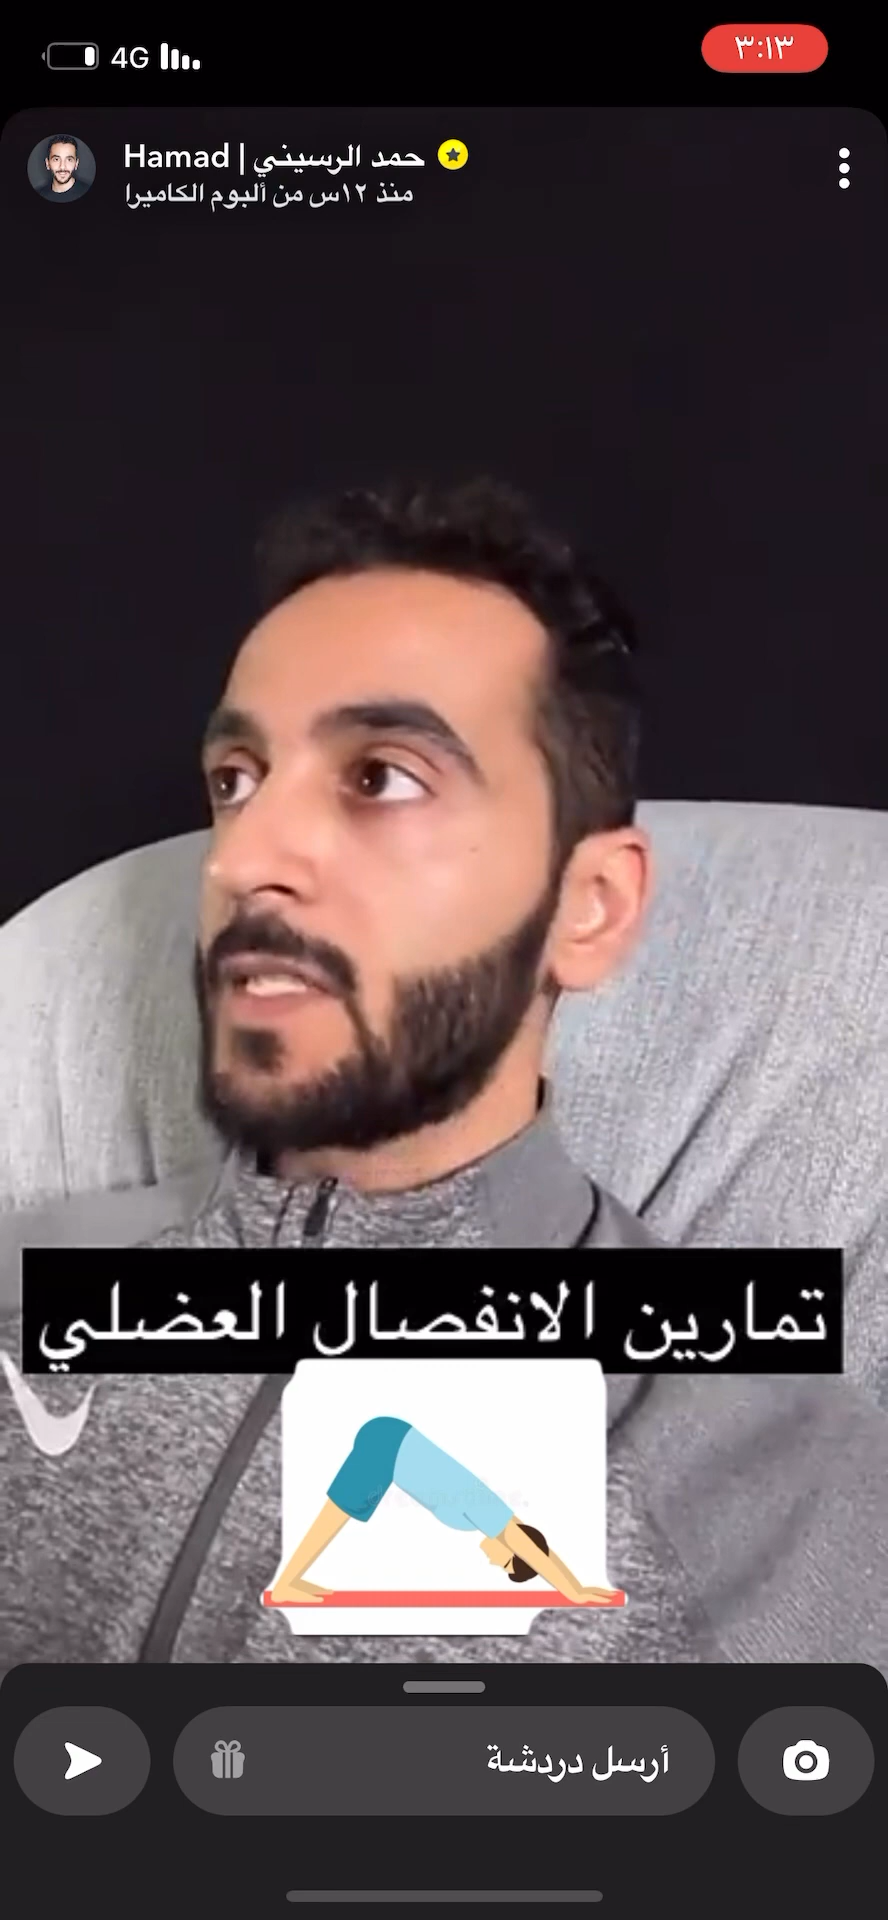 4G
٣:١٣
Hamad | حمد الرسيني
منذ ١٢س من ألبوم الكاميرا
تمارين الانفصال العضلي
أرسل دردشة